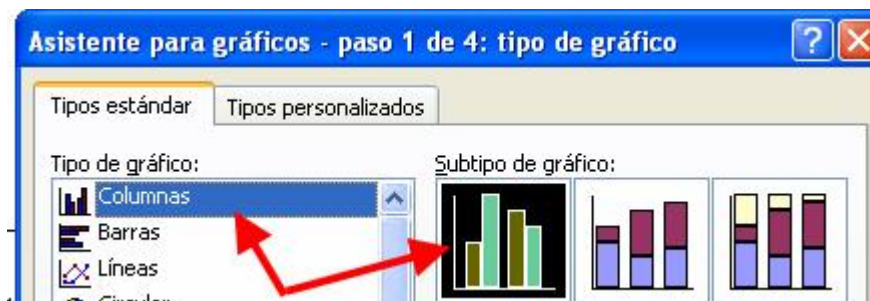 Asistente para gráficos - paso 1 de 4: tipo de gráfico
Tipos estándar Tipos personalizados
Tipo de gráfico: Subtipo de gráfico:
Columnas
Barras
Líneas